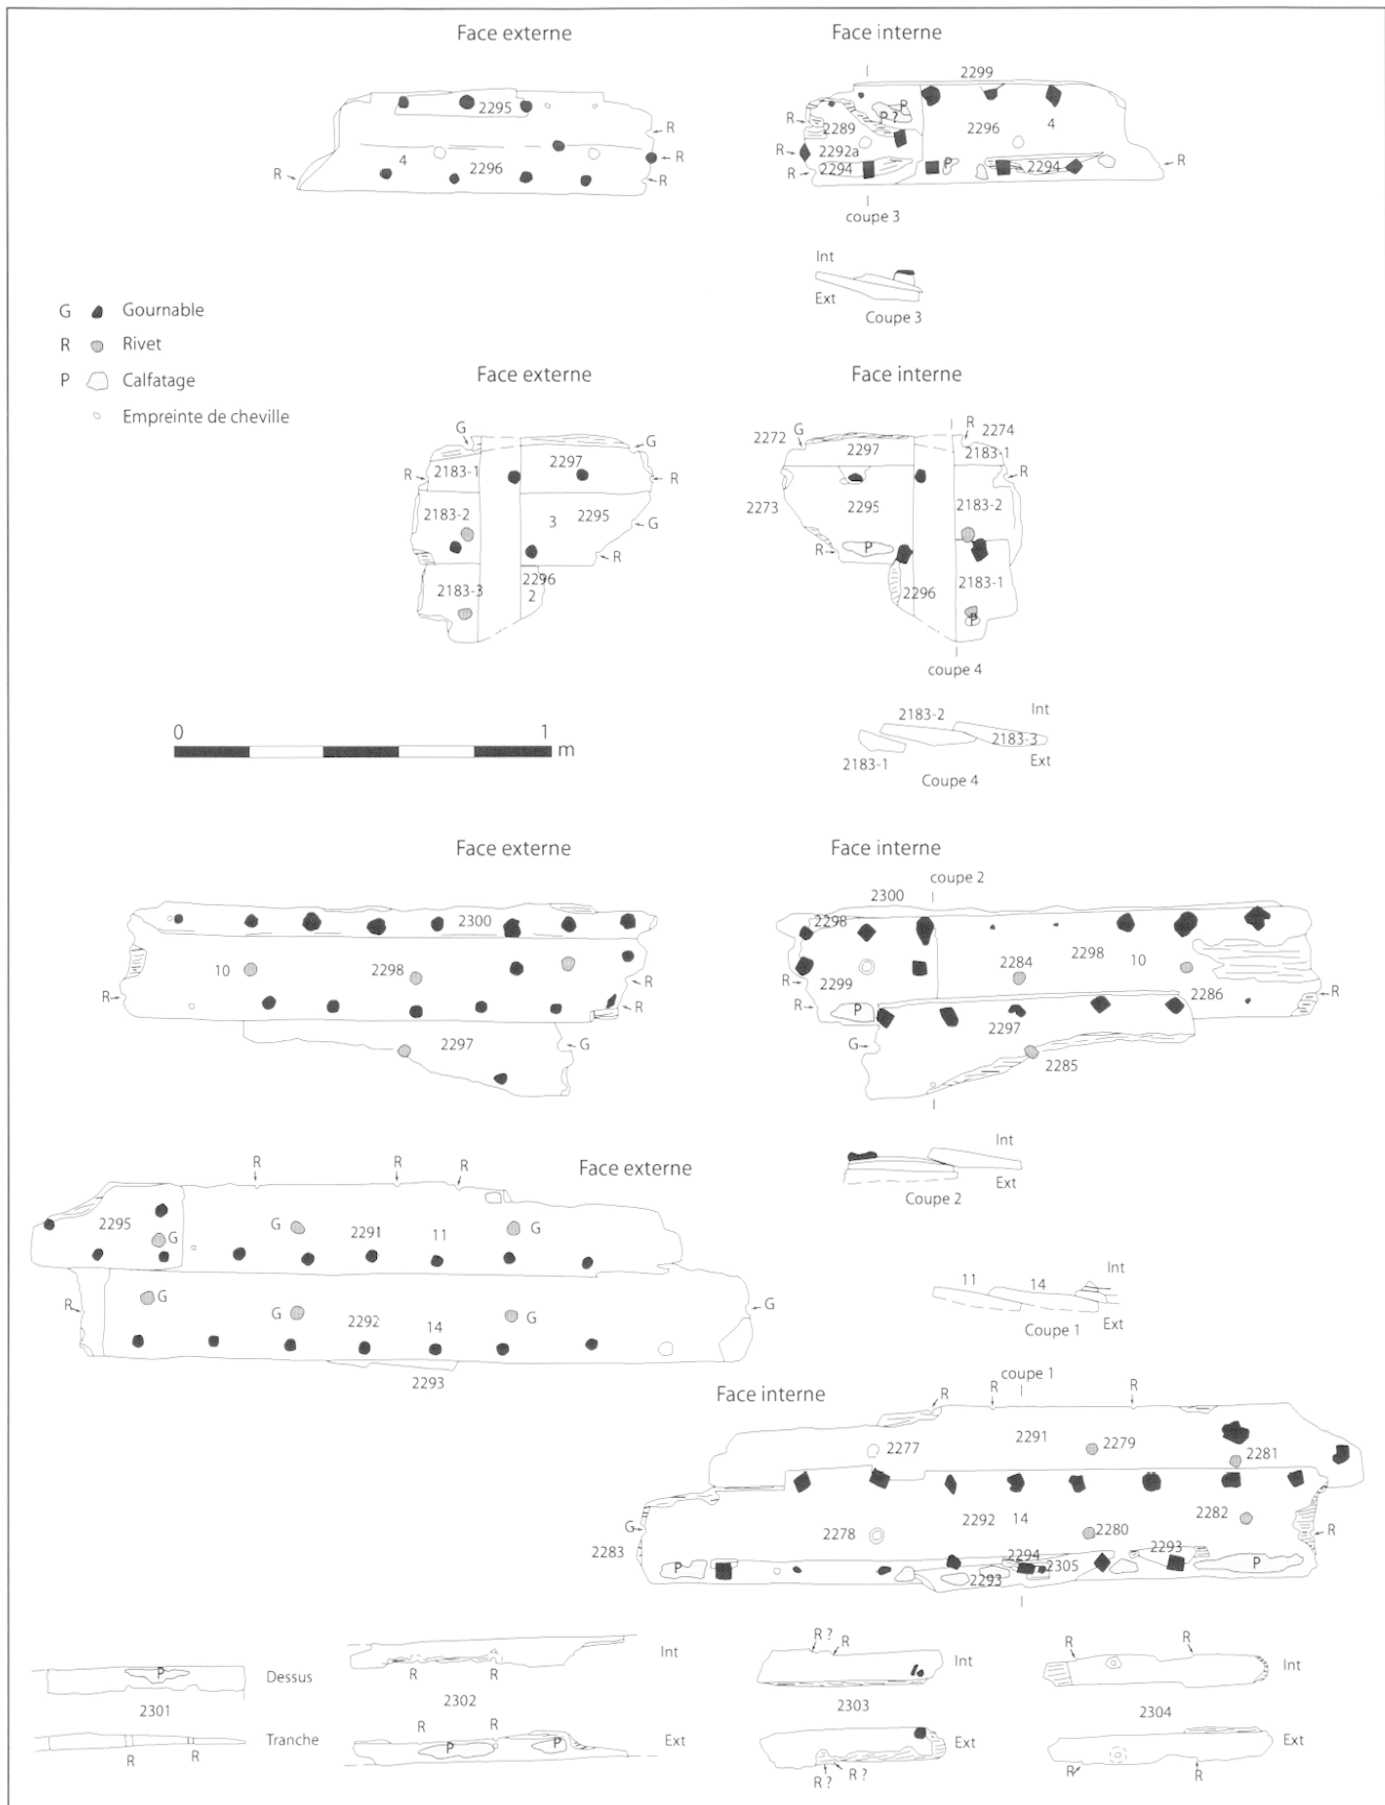 Face externe
Face interne
2299
2295
R
R
R
R
4
2296
R
P
P ?
R
2289
2296
4
R
2292a
R
2294
P
2294
R
coupe 3
Int
Ext
Coupe 3
G Gournable
R Rivet
P Calfatage
Empreinte de cheville
Face externe
Face interne
G
G
2183-1
2297
R
R
2183-2
3
2295
G
R
2183-3
2296
2
G
R
2272
2274
2297
2183-1
R
2273
2295
2183-2
R
P
2296
2183-1
P
coupe 4
0
1
m
2183-2
Int
2183-3
2183-1
Ext
Coupe 4
Face externe
Face interne
coupe 2
2300
10
2298
R
R
R
2297
G
2300
2298
2298
2284
10
R
2299
2286
R
R
P
2297
G
2285
Int
Ext
Coupe 2
R
R
R
Face externe
2295
G
G
2291
11
G
R
G
G
2292
14
G
G
2293
11
14
Int
Ext
Coupe 1
Face interne
coupe 1
R
R
R
2277
2291
2279
2281
G
2283
2278
2292
14
2280
2282
R
P
2294
2305
2293
2293
P
P
Dessus
2301
Tranche
R
R
Int
R
R
2302
R
R
P
P
Ext
R ?
R
Int
2303
Ext
R ?
R ?
R
R
Int
2304
Ext
R
R